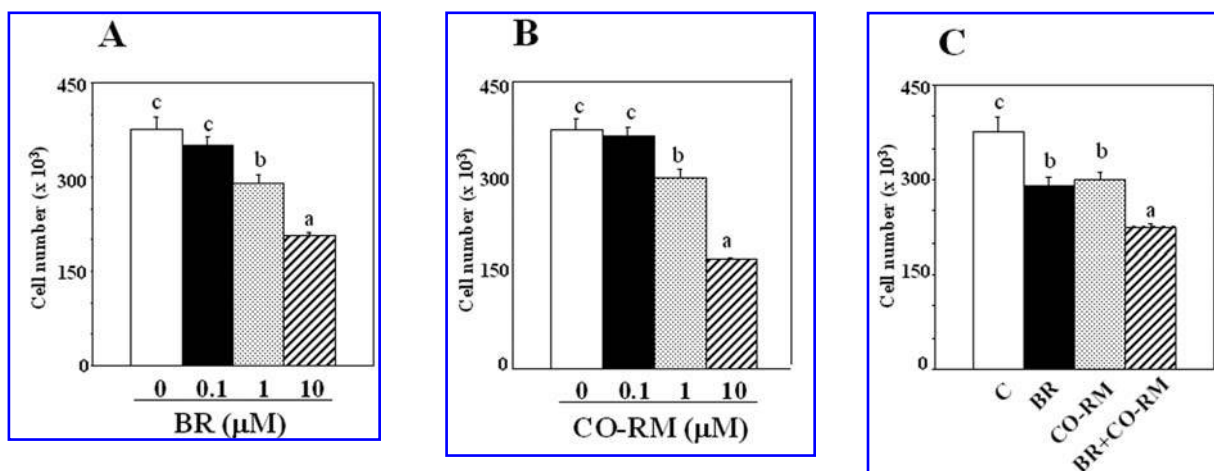 A
Cell number (x 10³)
450
300
150
0
c
c
b
a
0 0.1 1 10
BR (μM)
B
Cell number (x 10³)
450
300
150
0
c
c
b
a
0 0.1 1 10
CO-RM (μM)
C
Cell number (x 10³)
450
300
150
0
c
b
b
a
C
BR
CO-RM
BR+CO-RM